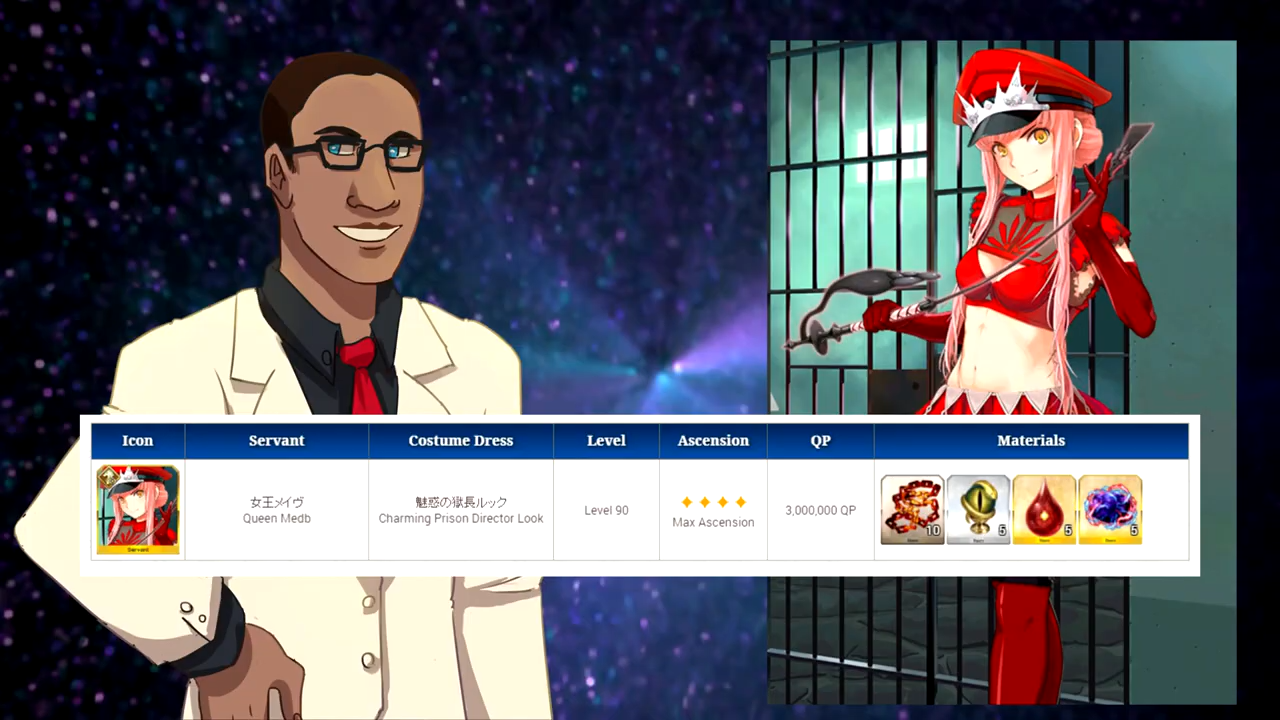 Icon Servant Costume Dress Level Ascension QP Materials
女王メイヴ
Queen Medb
魅惑の獄長ルック
Charming Prison Director Look
Level 90
Max Ascension
3,000,000 QP
10 5 5 5
Servant